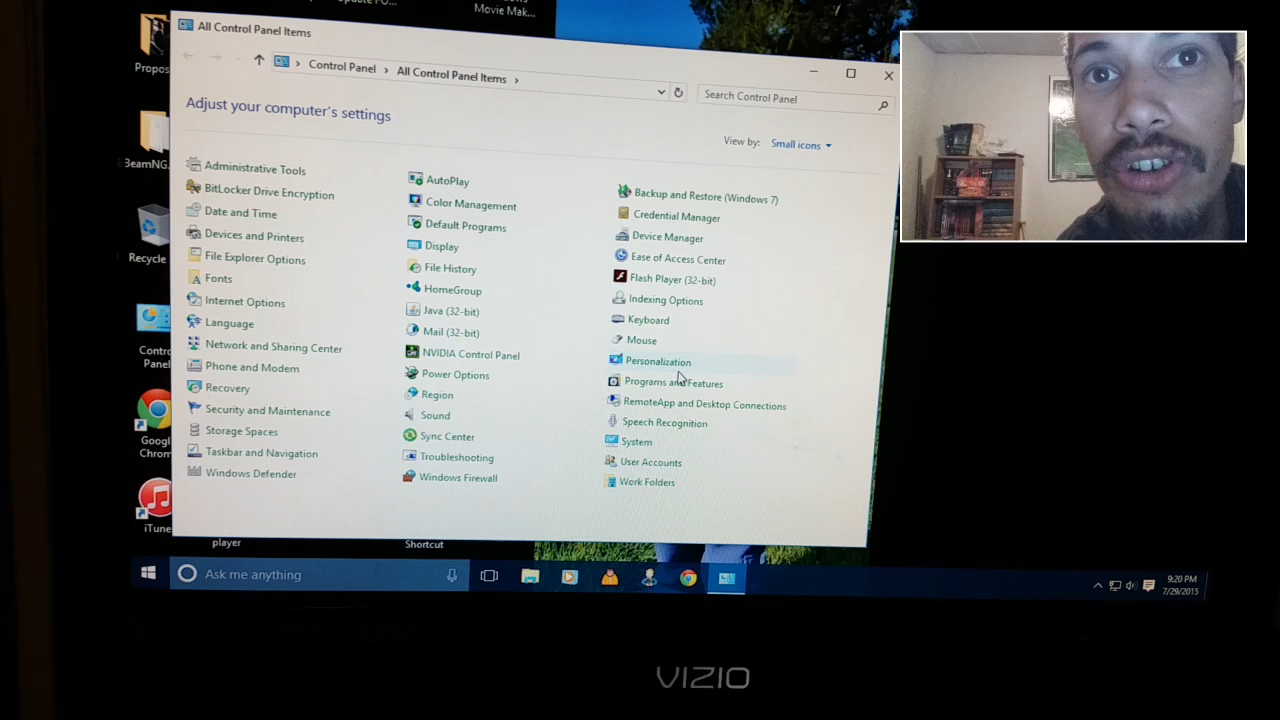 Movie Mak...
All Control Panel Items
Propos
Control Panel
All Control Panel Items
Search Control Panel
Adjust your computer's settings
View by:
Small icons
Administrative Tools
BitLocker Drive Encryption
Date and Time
Devices and Printers
File Explorer Options
Fonts
Internet Options
Language
Network and Sharing Center
Phone and Modem
Recovery
Security and Maintenance
Storage Spaces
Taskbar and Navigation
Windows Defender
AutoPlay
Color Management
Default Programs
Display
File History
HomeGroup
Java (32-bit)
Mail (32-bit)
NVIDIA Control Panel
Power Options
Region
Sound
Sync Center
Troubleshooting
Windows Firewall
Backup and Restore (Windows 7)
Credential Manager
Device Manager
Ease of Access Center
Flash Player (32-bit)
Indexing Options
Keyboard
Mouse
Personalization
Programs and Features
RemoteApp and Desktop Connections
Speech Recognition
System
User Accounts
Work Folders
BeamNG.
Recycle
Contro
Panel
Googl
Chrom
iTune
player
Shortcut
Ask me anything
9:20 PM
7/29/2015
VIZIO